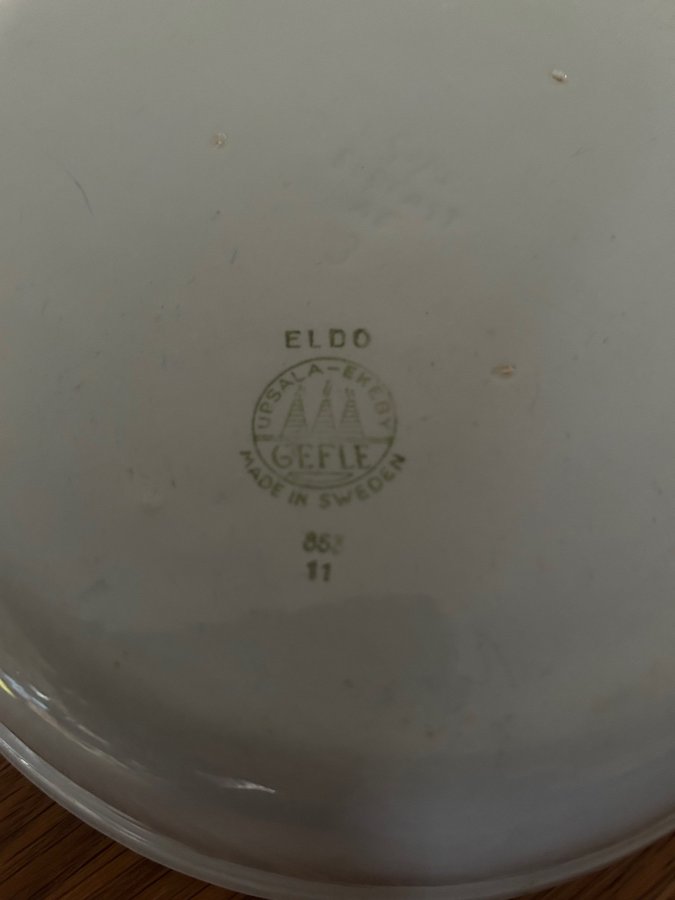 ELDO
UPSALA-EKEBY
GEFLE
MADE IN SWEDEN
11